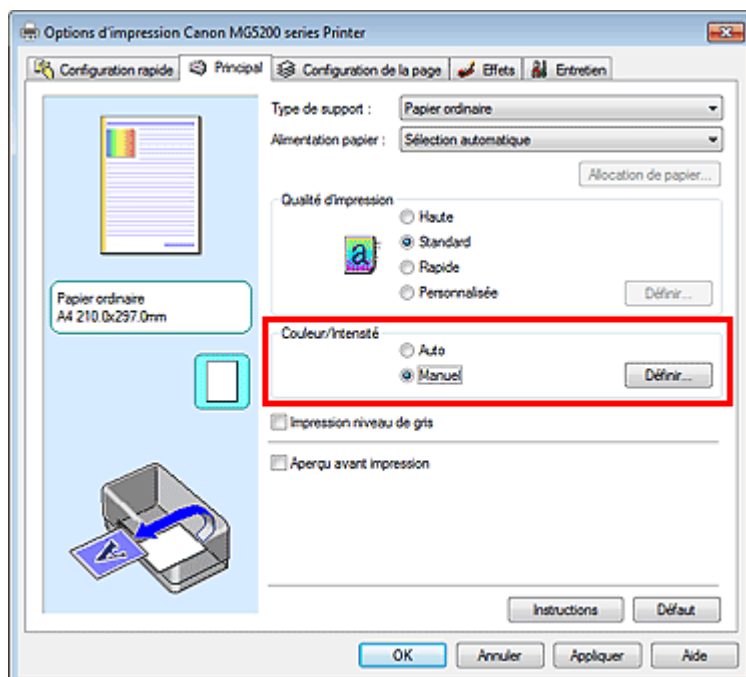 Options d'impression Canon MG5200 series Printer
Configuration rapide Principal Configuration de la page Effets Entretien
Type de support : Papier ordinaire
Alimentation papier : Sélection automatique
Allocation de papier...
Qualité d'impression
Haute
a Standard
Rapide
Personnalisée Définir...
Papier ordinaire
A4 210.0x297.0mm
Couleur/Intensité
Auto
Manuel Définir...
Impression niveau de gris
Aperçu avant impression
A
Instructions Défaut
OK Annuler Appliquer Aide